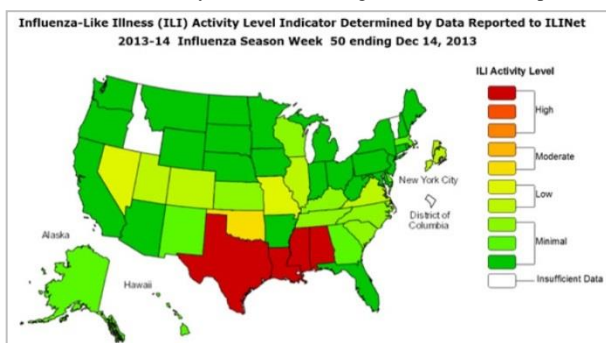 Influenza-Like Illness (ILI) Activity Level Indicator Determined by Data Reported to ILINet
2013-14 Influenza Season Week 50 ending Dec 14, 2013
ILI Activity Level
High
Moderate
New York City
Low
District of
Columbia
Alaska
Minimal
Hawaii
Insufficient Data